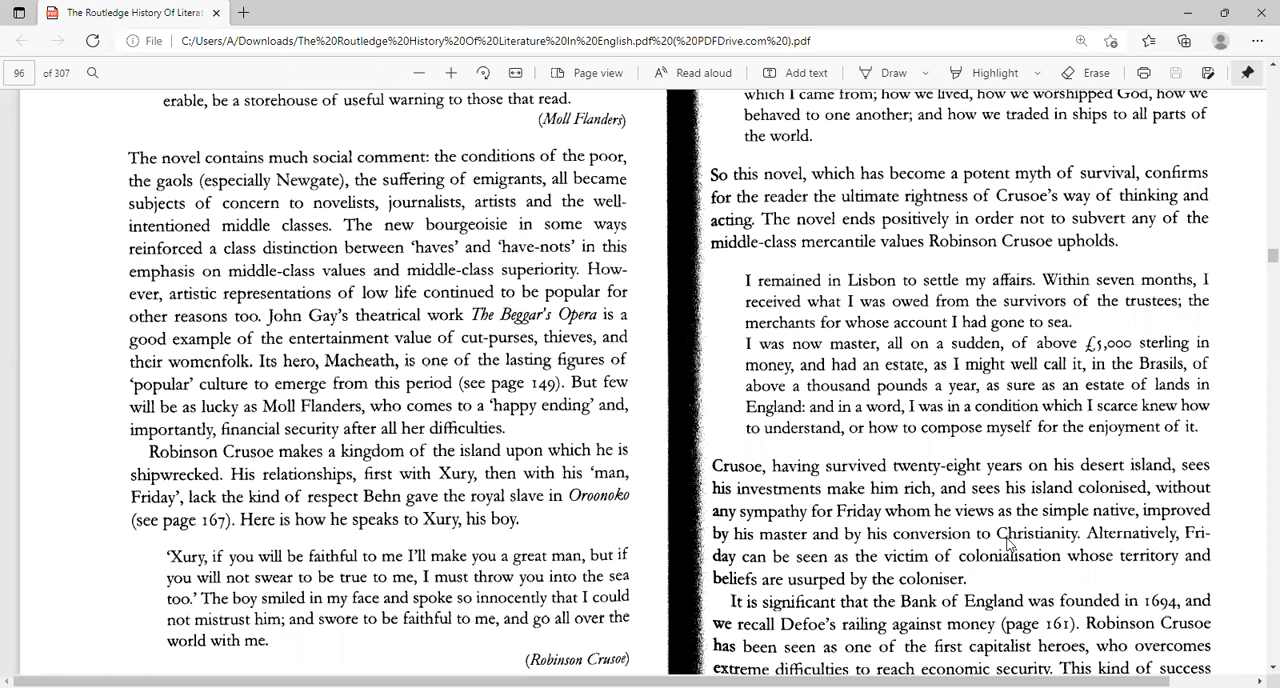 The Routledge History Of Literat
File
C:/Users/A/Downloads/The%20Routledge%20History%20Of%20Literature%20In%20English.pdf%20(%20PDFDrive.com%20).pdf
96 of 307
Page view
Read aloud
Add text
Draw
Highlight
Erase
erable, be a storehouse of useful warning to those that read.
(Moll Flanders)
The novel contains much social comment: the conditions of the poor,
the gaols (especially Newgate), the suffering of emigrants, all became
subjects of concern to novelists, journalists, artists and the well-
intentioned middle classes. The new bourgeoisie in some ways
reinforced a class distinction between ‘haves’ and ‘have-nots’ in this
emphasis on middle-class values and middle-class superiority. How-
ever, artistic representations of low life continued to be popular for
other reasons too. John Gay’s theatrical work The Beggar’s Opera is a
good example of the entertainment value of cut-purses, thieves, and
their womenfolk. Its hero, Macheath, is one of the lasting figures of
‘popular’ culture to emerge from this period (see page 149). But few
will be as lucky as Moll Flanders, who comes to a ‘happy ending’ and,
importantly, financial security after all her difficulties.
Robinson Crusoe makes a kingdom of the island upon which he is
shipwrecked. His relationships, first with Xury, then with his ‘man,
Friday’, lack the kind of respect Behn gave the royal slave in Oroonoko
(see page 167). Here is how he speaks to Xury, his boy.
‘Xury, if you will be faithful to me I’ll make you a great man, but if
you will not swear to be true to me, I must throw you into the sea
too.’ The boy smiled in my face and spoke so innocently that I could
not mistrust him; and swore to be faithful to me, and go all over the
world with me.
(Robinson Crusoe)
which I came from; how we lived, how we worshipped God, how we
behaved to one another; and how we traded in ships to all parts of
the world.
So this novel, which has become a potent myth of survival, confirms
for the reader the ultimate rightness of Crusoe’s way of thinking and
acting. The novel ends positively in order not to subvert any of the
middle-class mercantile values Robinson Crusoe upholds.
I remained in Lisbon to settle my affairs. Within seven months, I
received what I was owed from the survivors of the trustees; the
merchants for whose account I had gone to sea.
I was now master, all on a sudden, of above £5,000 sterling in
money, and had an estate, as I might well call it, in the Brasils, of
above a thousand pounds a year, as sure as an estate of lands in
England: and in a word, I was in a condition which I scarce knew how
to understand, or how to compose myself for the enjoyment of it.
Crusoe, having survived twenty-eight years on his desert island, sees
his investments make him rich, and sees his island colonised, without
any sympathy for Friday whom he views as the simple native, improved
by his master and by his conversion to Christianity. Alternatively, Fri-
day can be seen as the victim of colonialisation whose territory and
beliefs are usurped by the coloniser.
It is significant that the Bank of England was founded in 1694, and
we recall Defoe’s railing against money (page 161). Robinson Crusoe
has been seen as one of the first capitalist heroes, who overcomes
extreme difficulties to reach economic security. This kind of success